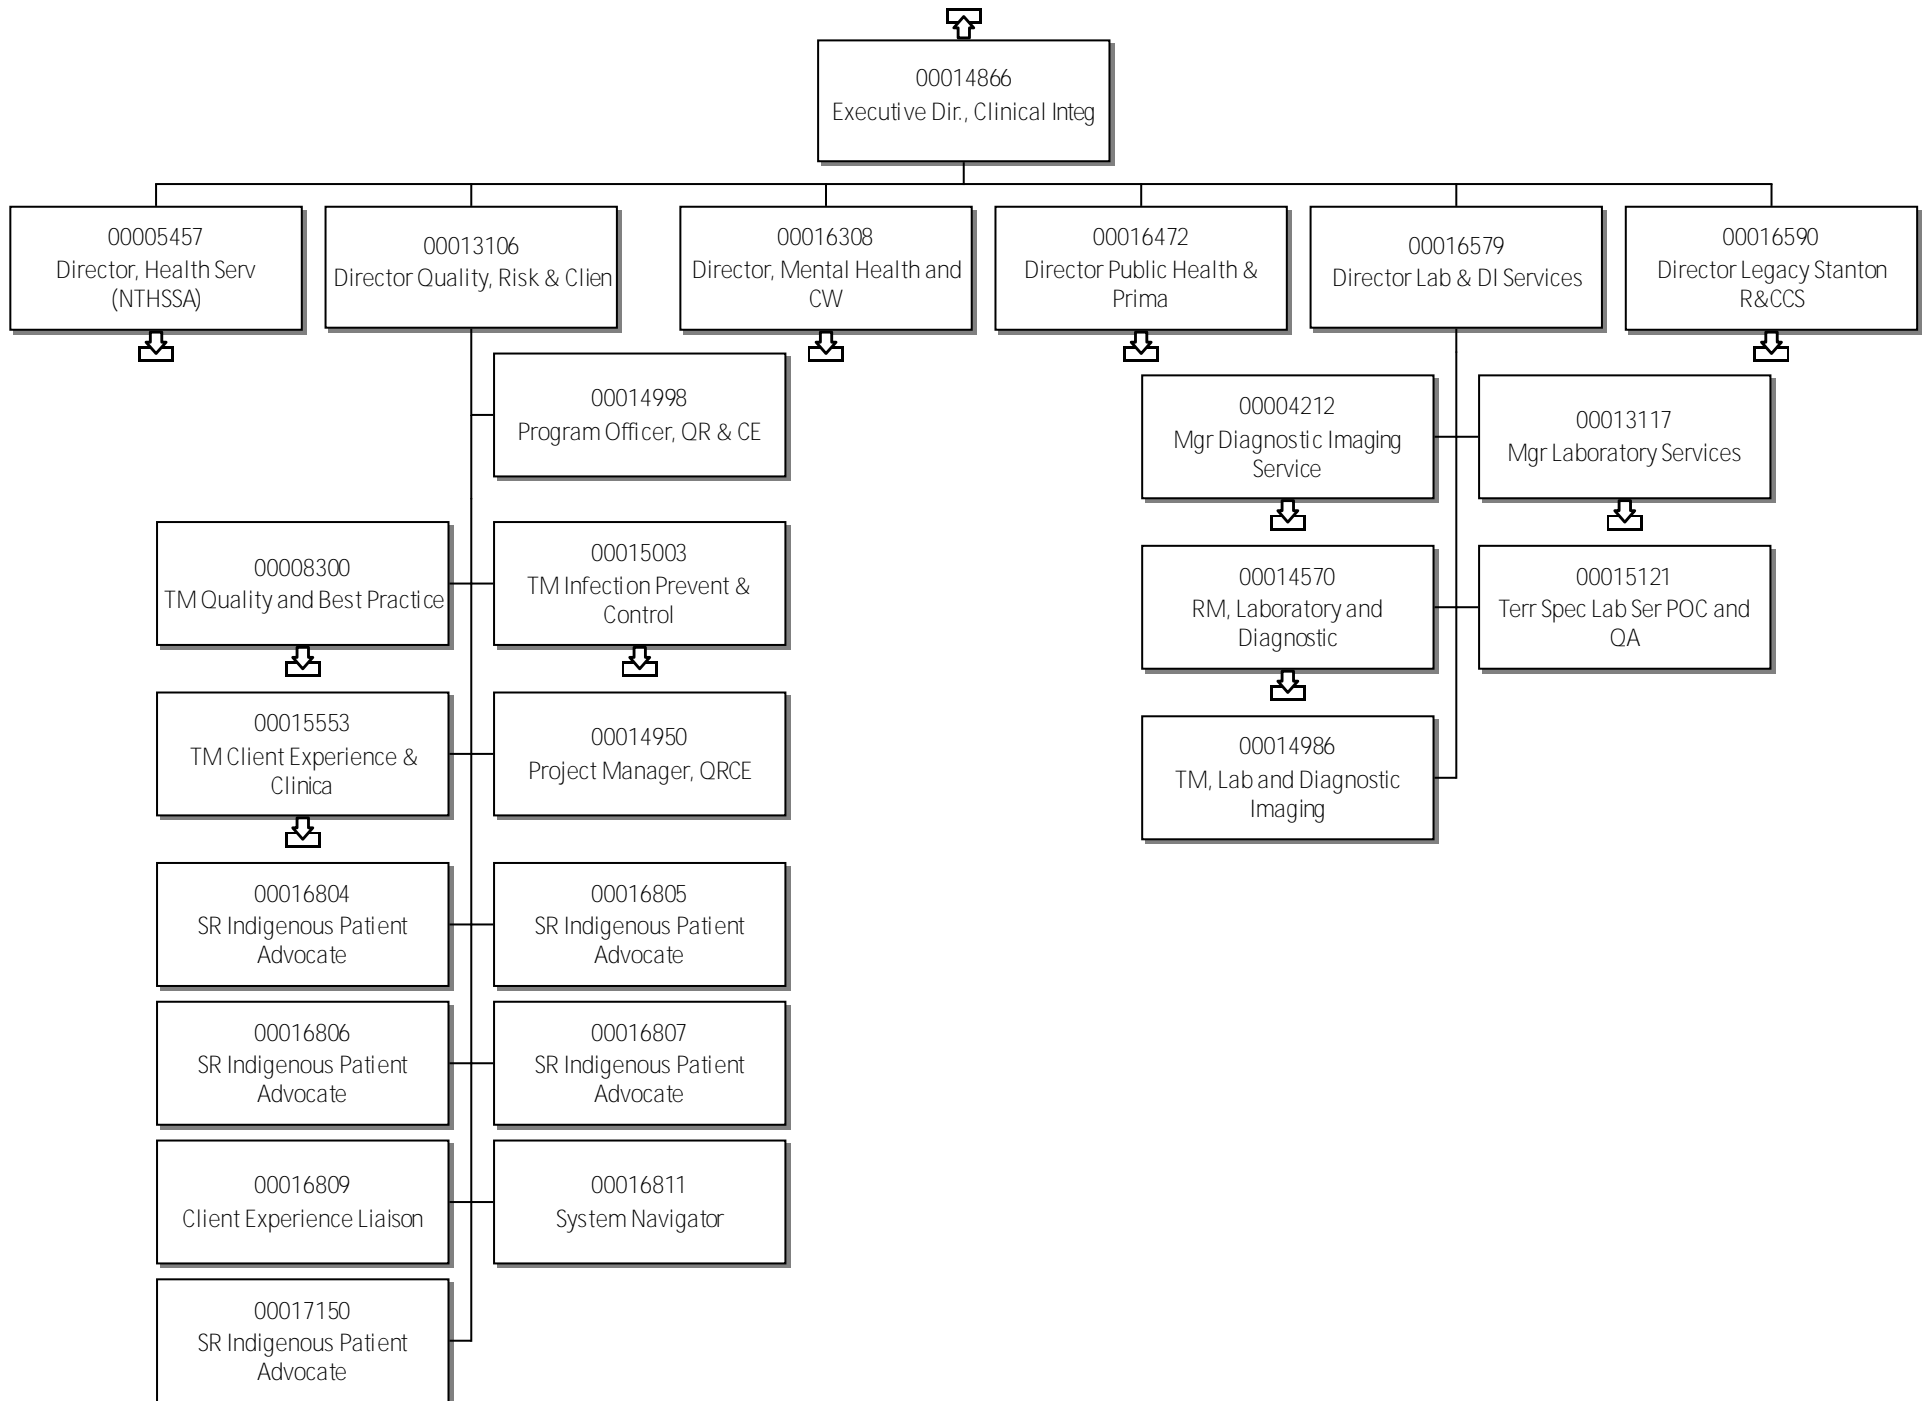 00014866
Executive Dir., Clinical Integ
00005457
Director, Health Serv
(NTHSSA)
00013106
Director Quality, Risk & Clien
00016308
Director, Mental Health and
CW
00016472
Director Public Health &
Prima
00016579
Director Lab & DI Services
00016590
Director Legacy Stanton
R&CCS
00014998
Program Officer, QR & CE
00008300
TM Quality and Best Practice
00015003
TM Infection Prevent &
Control
00015553
TM Client Experience &
Clinica
00014950
Project Manager, QRCE
00016804
SR Indigenous Patient
Advocate
00016805
SR Indigenous Patient
Advocate
00016806
SR Indigenous Patient
Advocate
00016807
SR Indigenous Patient
Advocate
00016809
Client Experience Liaison
00016811
System Navigator
00017150
SR Indigenous Patient
Advocate
00004212
Mgr Diagnostic Imaging
Service
00013117
Mgr Laboratory Services
00014570
RM, Laboratory and
Diagnostic
00015121
Terr Spec Lab Ser POC and
QA
00014986
TM, Lab and Diagnostic
Imaging